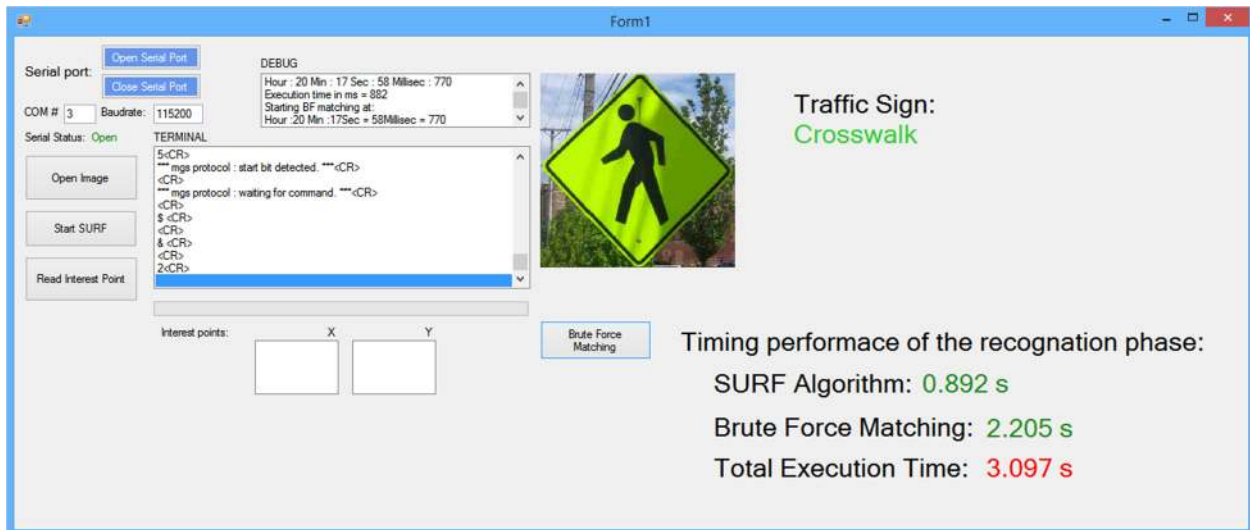 Form1
Serial port:
Open Serial Port
Close Serial Port
COM # 3 Baudrate: 115200
Serial Status: Open
Open Image
Start SURF
Read Interest Point
DEBUG
Hour : 20 Min : 17 Sec : 58 Millisec : 770
Execution time in ms = 882
Starting BF matching at:
Hour :20 Min :17Sec = 58Millisec = 770
TERMINAL
5<CR>
*** mgs protocol : start bit detected. ***<CR>
<CR>
*** mgs protocol : waiting for command. ***<CR>
<CR>
$ <CR>
<CR>
& <CR>
<CR>
2<CR>
Interest points: X Y
Brute Force
Matching
Traffic Sign:
Crosswalk
Timing performace of the recognation phase:
SURF Algorithm: 0.892 s
Brute Force Matching: 2.205 s
Total Execution Time: 3.097 s